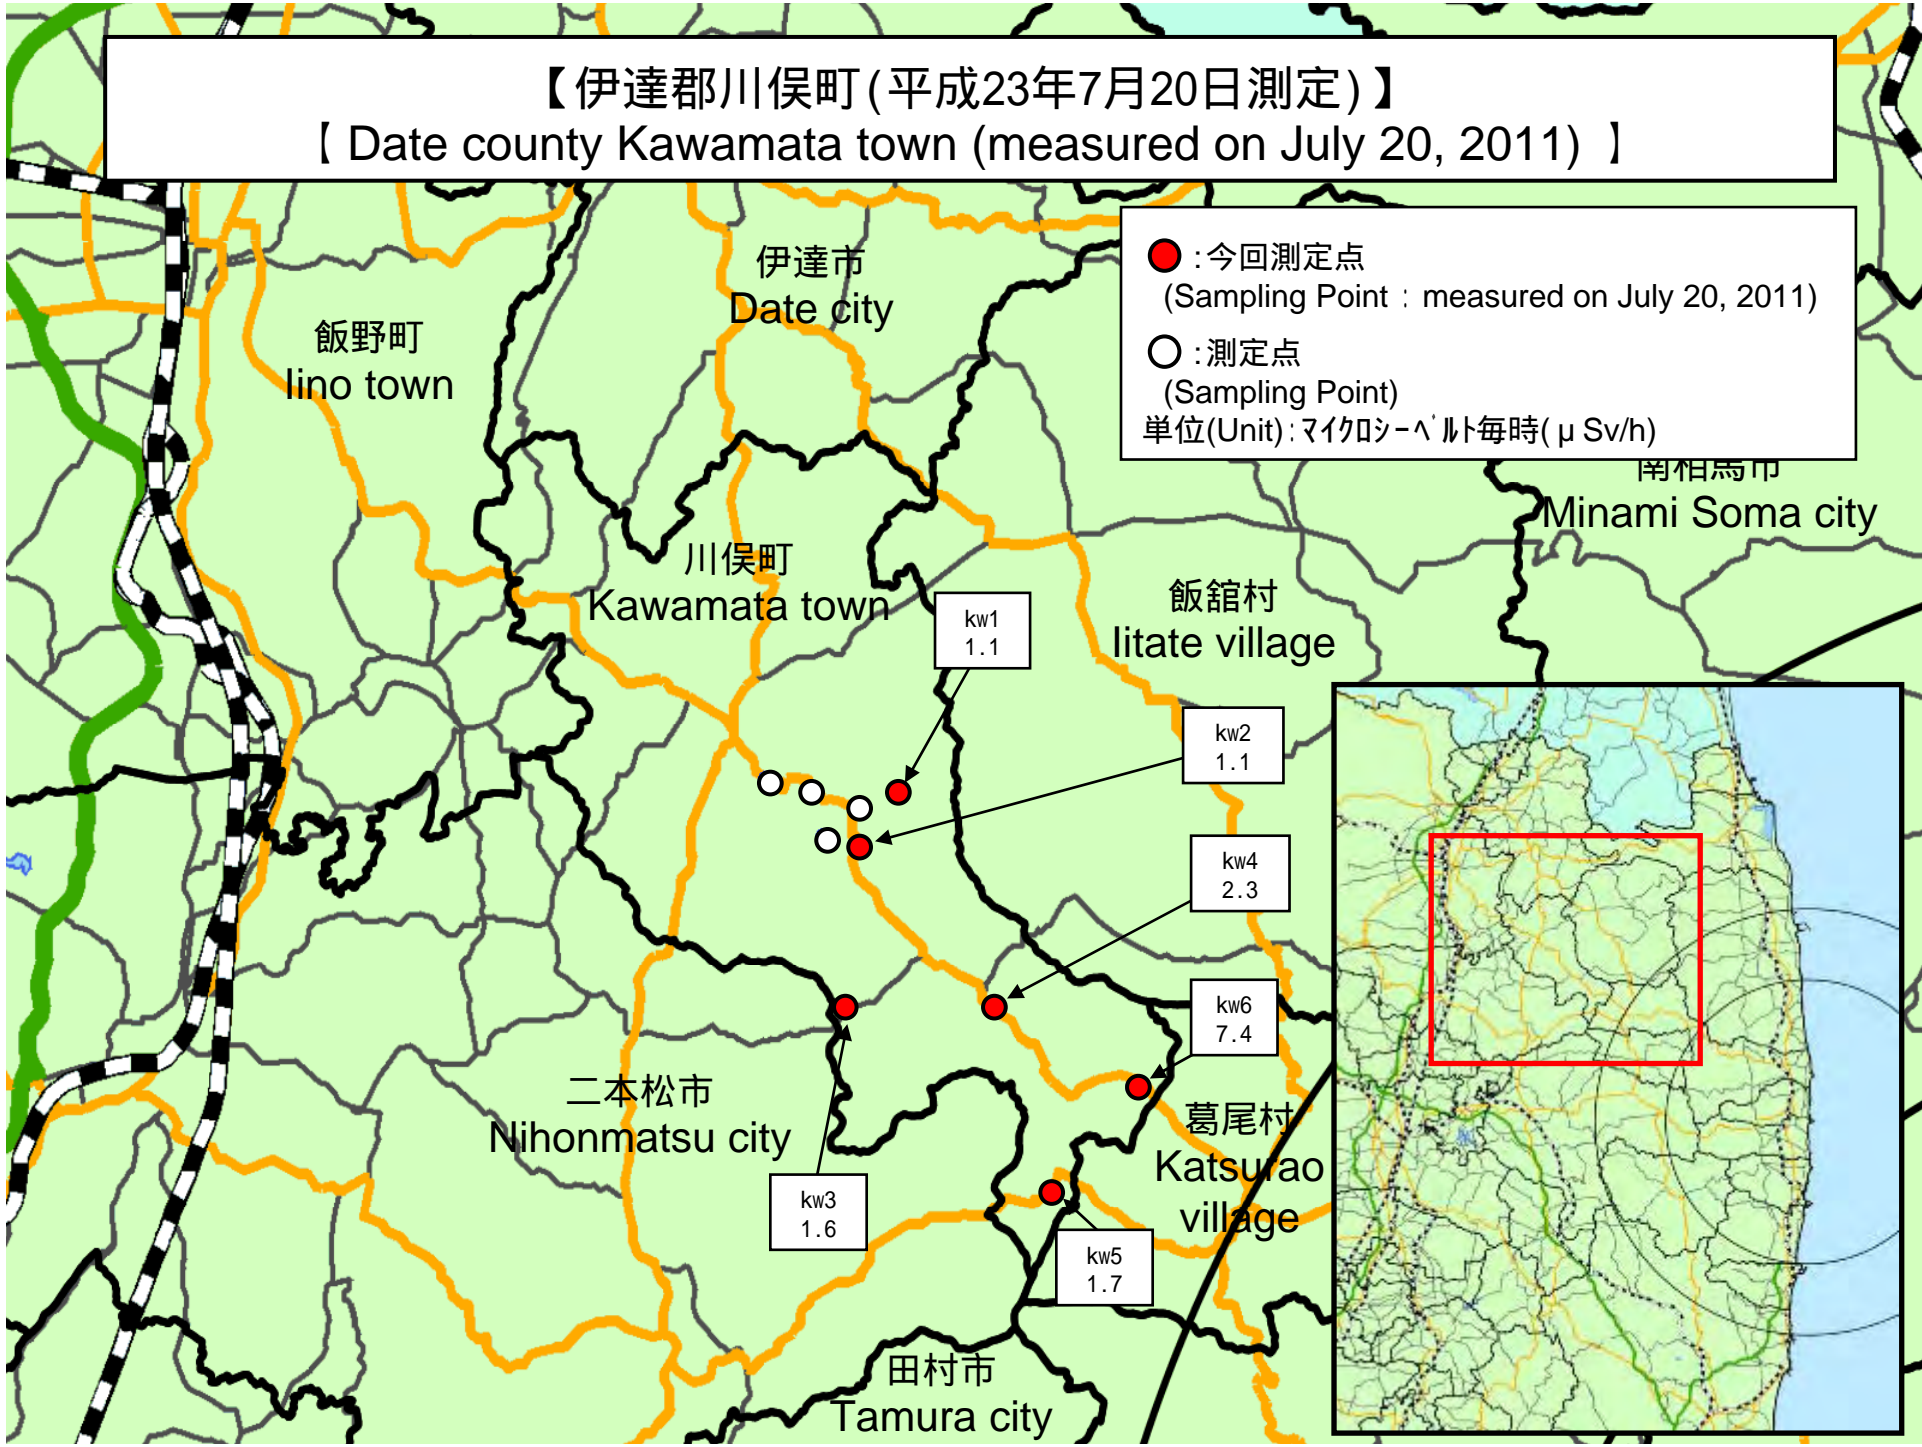 【伊達郡川俣町(平成23年7月20日測定)】
【 Date county Kawamata town (measured on July 20, 2011) 】
:今回測定点
(Sampling Point : measured on July 20, 2011)
:測定点
(Sampling Point)
単位(Unit):マイクロシーベルト毎時( μ Sv/h)
伊達市
Date city
飯野町
Iino town
南相馬市
Minami Soma city
川俣町
Kawamata town
飯舘村
Iitate village
kw1
1.1
kw2
1.1
kw4
2.3
kw6
7.4
二本松市
Nihonmatsu city
葛尾村
Katsurao
village
kw3
1.6
kw5
1.7
田村市
Tamura city